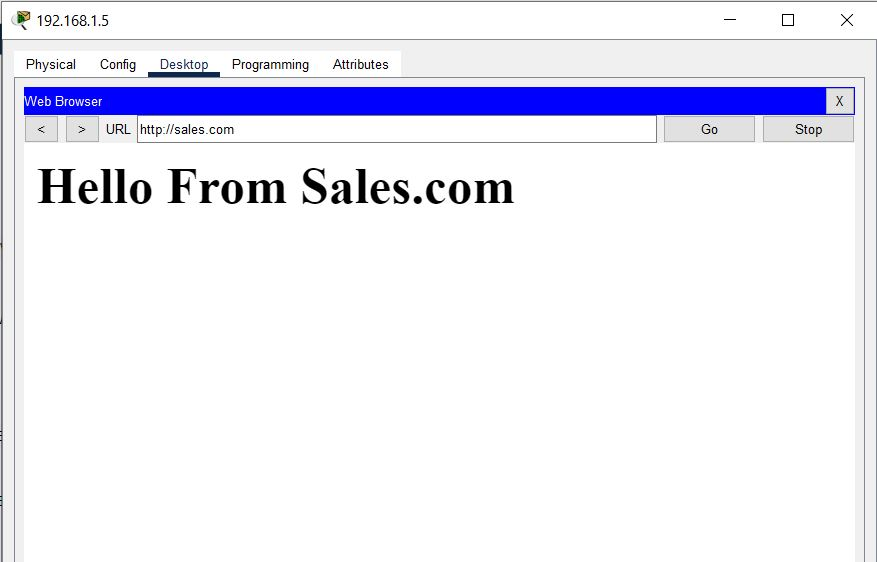 192.168.1.5
Physical Config Desktop Programming Attributes
Web Browser X
< > URL http://sales.com Go Stop
Hello From Sales.com